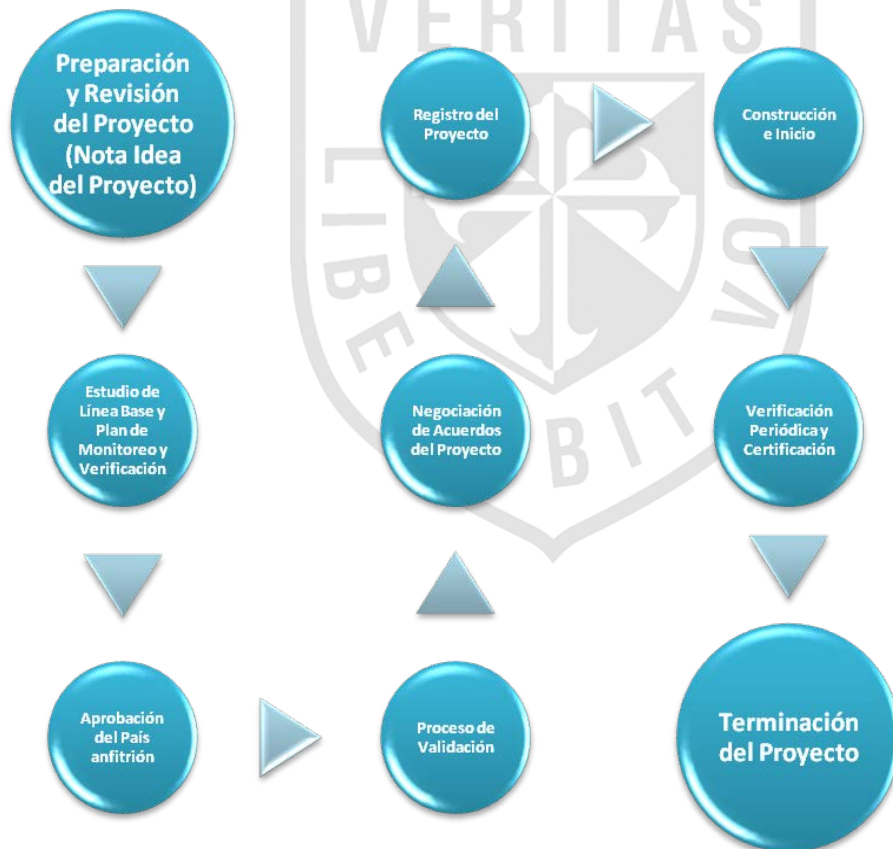 Preparación
y Revisión
del Proyecto
(Nota Idea
del Proyecto)
Estudio de
Línea Base y
Plan de
Monitoreo y
Verificación
Aprobación
del País
anfitrión
Proceso de
Validación
Negociación
de Acuerdos
del Proyecto
Registro del
Proyecto
Construcción
e Inicio
Verificación
Periódica y
Certificación
Terminación
del Proyecto
VERITAS
LIBE
BIT
VOS